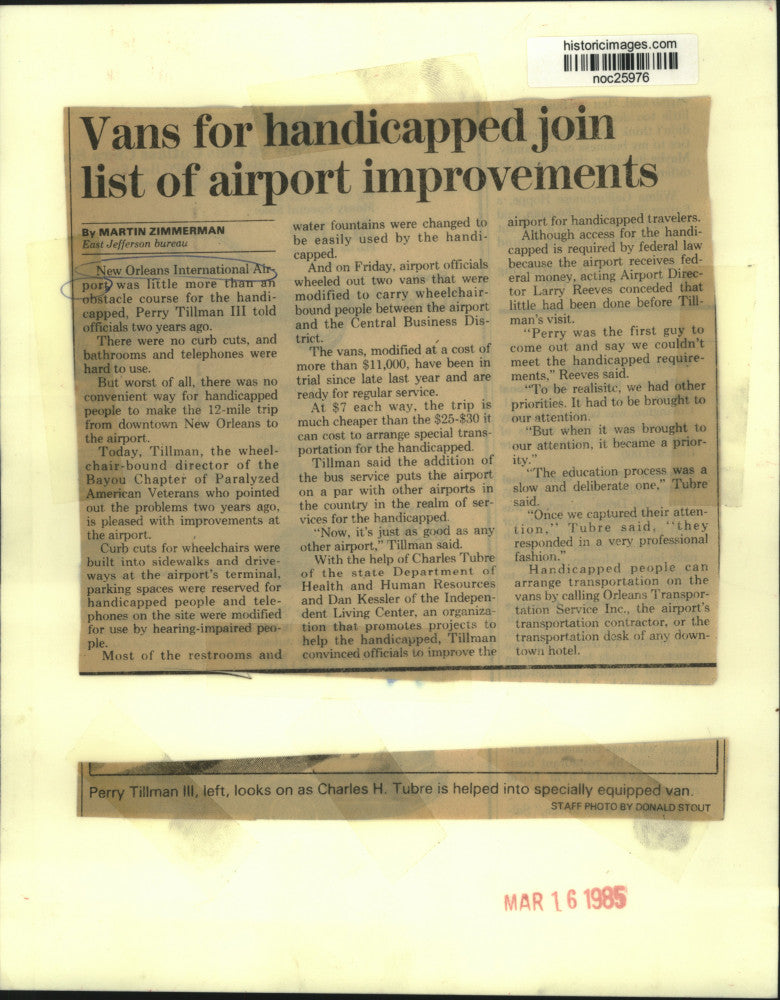 historicimages.com
noc25976
Vans for handicapped join
list of airport improvements
By MARTIN ZIMMERMAN
East Jefferson bureau
New Orleans International Air-
port was little more than an
obstacle course for the handi-
capped, Perry Tillman III told
officials two years ago.
There were no curb cuts, and
bathrooms and telephones were
hard to use.
But worst of all, there was no
convenient way for handicapped
people to make the 12-mile trip
from downtown New Orleans to
the airport.
Today, Tillman, the wheel-
chair-bound director of the
Bayou Chapter of Paralyzed
American Veterans who pointed
out the problems two years ago,
is pleased with improvements at
the airport.
Curb cuts for wheelchairs were
built into sidewalks and drive-
ways at the airport's terminal,
parking spaces were reserved for
handicapped people and tele-
phones on the site were modified
for use by hearing-impaired peo-
ple.
Most of the restrooms and
water fountains were changed to
be easily used by the handi-
capped.
And on Friday, airport officials
wheeled out two vans that were
modified to carry wheelchair-
bound people between the airport
and the Central Business Dis-
trict.
The vans, modified at a cost of
more than $11,000, have been in
trial since late last year and are
ready for regular service.
At $7 each way, the trip is
much cheaper than the $25-$30 it
can cost to arrange special trans-
portation for the handicapped.
Tillman said the addition of
the bus service puts the airport
on a par with other airports in
the country in the realm of ser-
vices for the handicapped.
"Now, it's just as good as any
other airport," Tillman said.
With the help of Charles Tubre
of the state Department of
Health and Human Resources
and Dan Kessler of the Indepen-
dent Living Center, an organiza-
tion that promotes projects to
help the handicapped, Tillman
convinced officials to improve the
airport for handicapped travelers.
Although access for the handi-
capped is required by federal law
because the airport receives fed-
eral money, acting Airport Direc-
tor Larry Reeves conceded that
little had been done before Till-
man's visit.
"Perry was the first guy to
come out and say we couldn't
meet the handicapped require-
ments," Reeves said.
"To be realisitc, we had other
priorities. It had to be brought to
our attention.
"But when it was brought to
our attention, it became a prior-
ity."
"The education process was a
slow and deliberate one," Tubre
said.
"Once we captured their atten-
tion," Tubre said, "they
responded in a very professional
fashion."
Handicapped people can
arrange transportation on the
vans by calling Orleans Transpor-
tation Service Inc., the airport's
transportation contractor, or the
transportation desk of any down-
town hotel.
Perry Tillman III, left, looks on as Charles H. Tubre is helped into specially equipped van.
STAFF PHOTO BY DONALD STOUT
MAR 16 1985